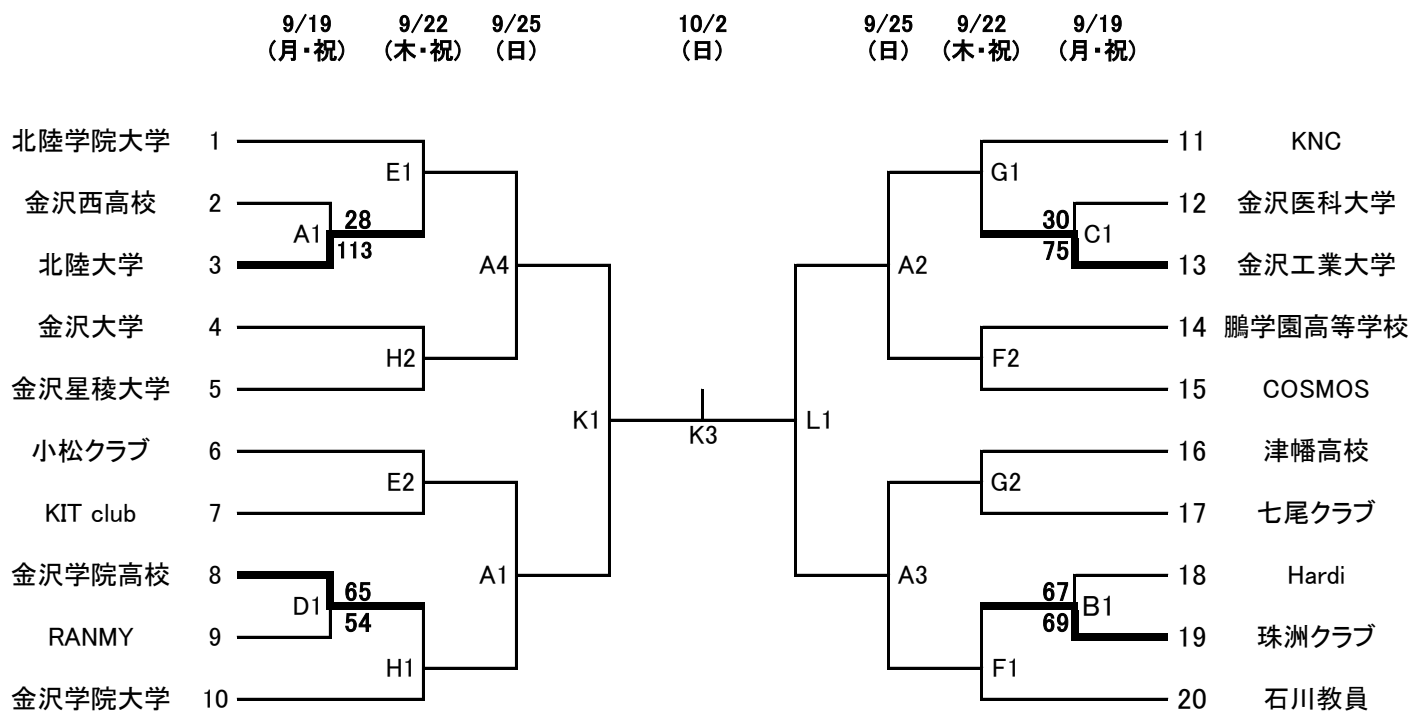 9/19 9/22 9/25 10/2 9/25 9/22 9/19
(月・祝) (木・祝) (日) (日) (日) (木・祝) (月・祝)
北陸学院大学 1 11 KNC
E1 G1
金沢西高校 2 12 金沢医科大学
28 30
A1 C1
113 75
北陸大学 3 A4 A2 13 金沢工業大学
金沢大学 4 14 鵬学園高等学校
H2 F2
金沢星稜大学 5 15 COSMOS
K1 L1
K3
小松クラブ 6 16 津幡高校
E2 G2
KIT club 7 17 七尾クラブ
金沢学院高校 8 A1 A3 18 Hardi
65 67
D1 B1
54 69
RANMY 9 19 珠洲クラブ
H1 F1
金沢学院大学 10 20 石川教員